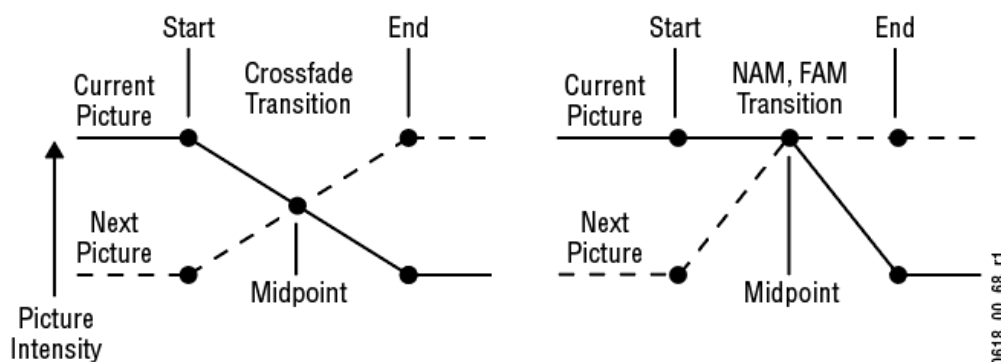 Start
End
Crossfade
Transition
Current
Picture
Next
Picture
Midpoint
Picture
Intensity
Start
End
NAM, FAM
Transition
Current
Picture
Next
Picture
Midpoint
0618_00_68_r1